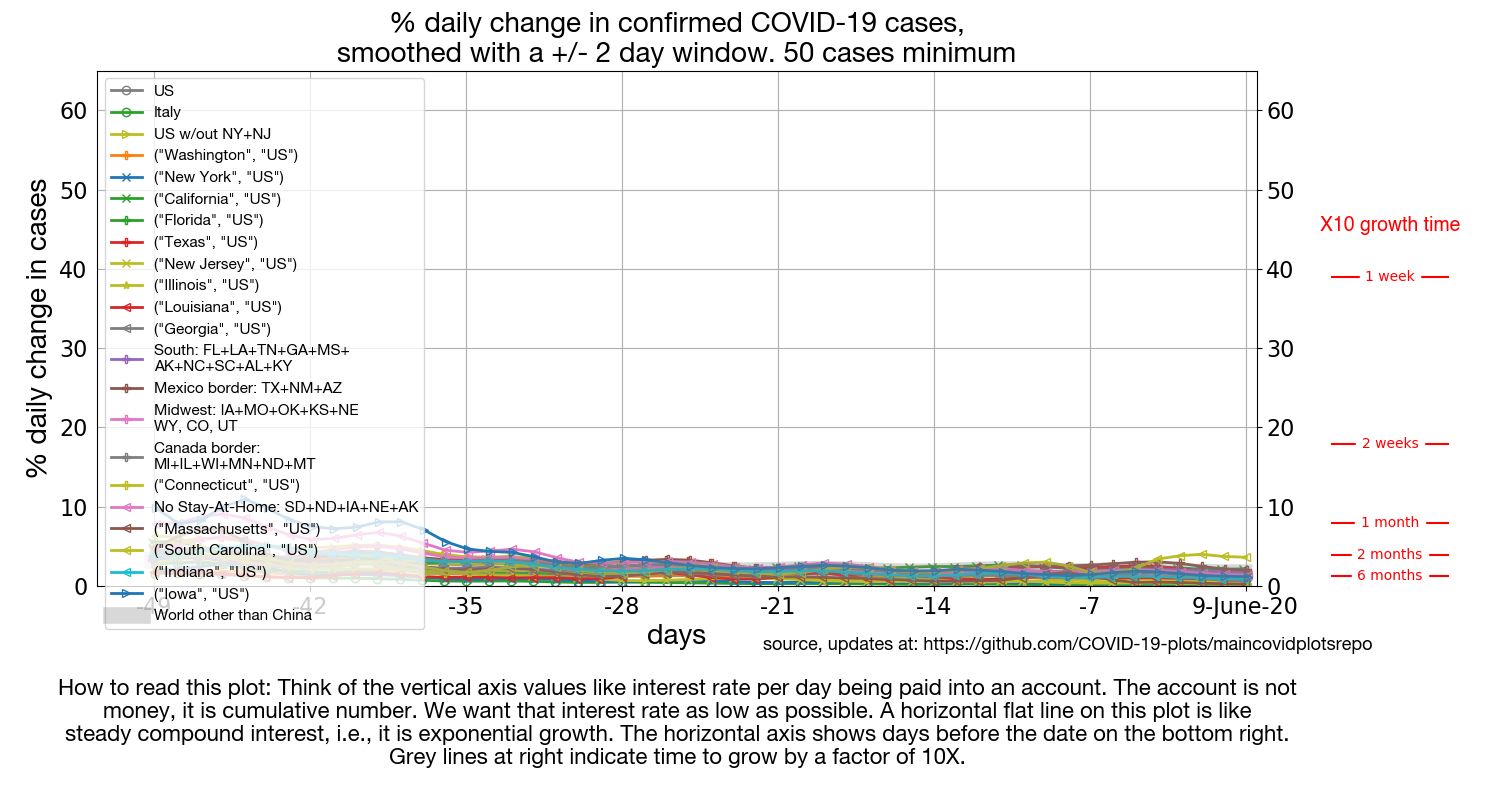 % daily change in confirmed COVID-19 cases,
smoothed with a +/- 2 day window. 50 cases minimum
US
Italy
US w/out NY+NJ
("Washington", "US")
("New York", "US")
("California", "US")
("Florida", "US")
("Texas", "US")
("New Jersey", "US")
("Illinois", "US")
("Louisiana", "US")
("Georgia", "US")
South: FL+LA+TN+GA+MS+
AK+NC+SC+AL+KY
Mexico border: TX+NM+AZ
Midwest: IA+MO+OK+KS+NE
WY, CO, UT
Canada border:
MI+IL+WI+MN+ND+MT
("Connecticut", "US")
No Stay-At-Home: SD+ND+IA+NE+AK
("Massachusetts", "US")
("South Carolina", "US")
("Indiana", "US")
("Iowa", "US")
World other than China
% daily change in cases
60
50
40
30
20
10
0
60
50
40
30
20
10
0
X10 growth time
1 week
2 weeks
1 month
2 months
6 months
-49
-42
-35
-28
-21
-14
-7
9-June-20
days
source, updates at: https://github.com/COVID-19-plots/maincovidplotsrepo
How to read this plot: Think of the vertical axis values like interest rate per day being paid into an account. The account is not
money, it is cumulative number. We want that interest rate as low as possible. A horizontal flat line on this plot is like
steady compound interest, i.e., it is exponential growth. The horizontal axis shows days before the date on the bottom right.
Grey lines at right indicate time to grow by a factor of 10X.